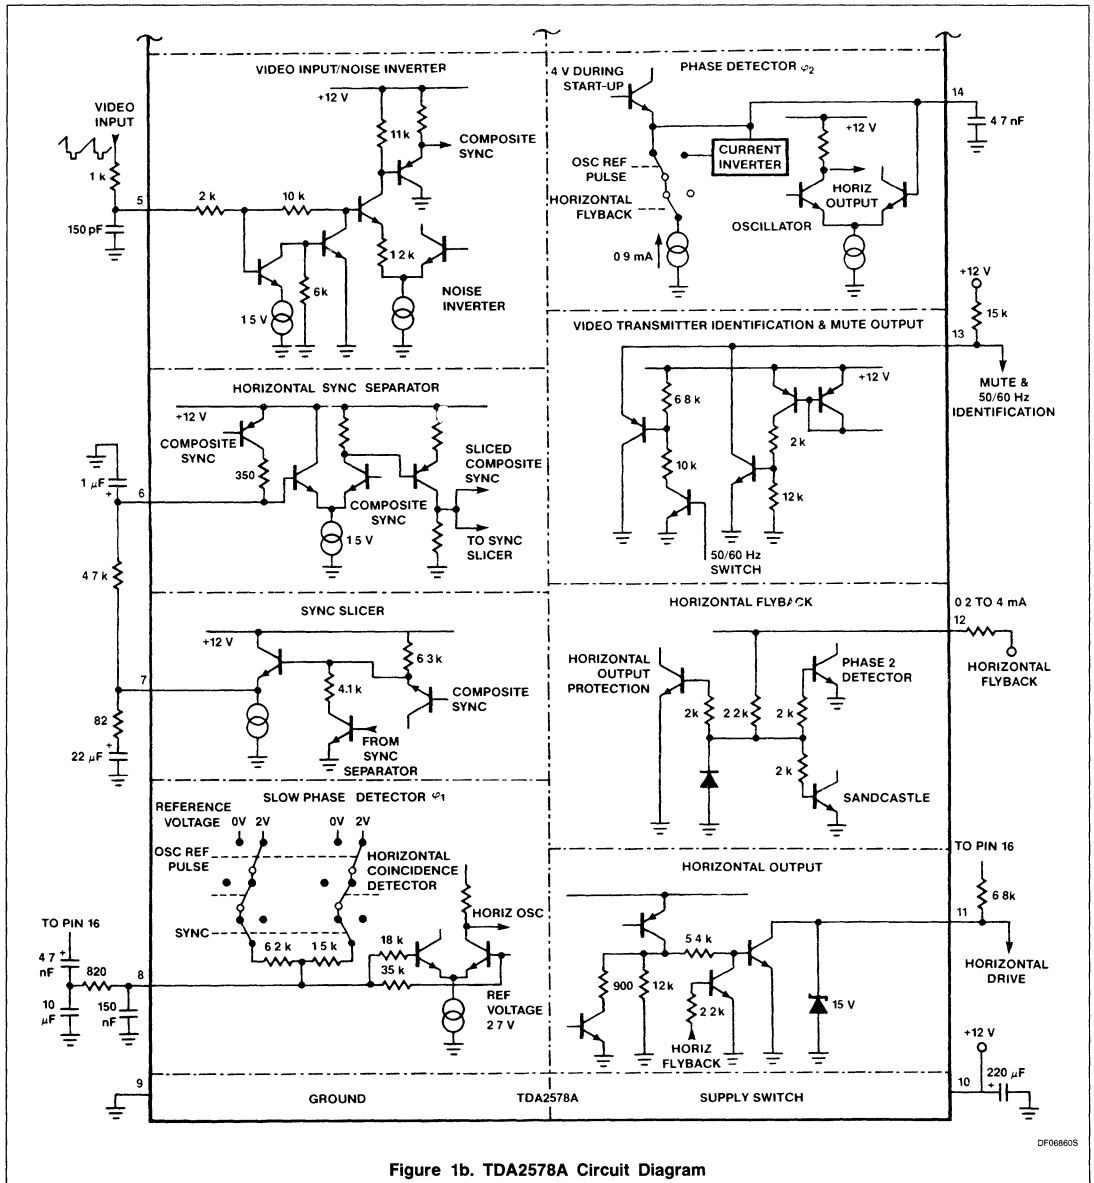 VIDEO INPUT/NOISE INVERTER
+12 V
VIDEO
INPUT
1 k
5
150 pF
2 k
10 k
11k
COMPOSITE
SYNC
1 2 k
6k
1 5 V
NOISE
INVERTER
HORIZONTAL SYNC SEPARATOR
+12 V
COMPOSITE
SYNC
350
1 µF
+
6
SLICED
COMPOSITE
SYNC
COMPOSITE
SYNC
1 5 V
TO SYNC
SLICER
4 7 k
SYNC SLICER
+12 V
6 3 k
4.1 k
COMPOSITE
SYNC
FROM
SYNC
SEPARATOR
7
82
+
22 µF
SLOW PHASE DETECTOR φ1
REFERENCE
VOLTAGE
0V 2V
0V 2V
OSC REF
PULSE
HORIZONTAL
COINCIDENCE
DETECTOR
SYNC
HORIZ OSC
6 2 k
1 5 k
18 k
35 k
REF
VOLTAGE
2 7 V
TO PIN 16
4 7
nF
+
820
8
10
µF
150
nF
9
GROUND
TDA2578A
SUPPLY SWITCH
PHASE DETECTOR φ2
4 V DURING
START-UP
14
4 7 nF
+12 V
CURRENT
INVERTER
OSC REF
PULSE
HORIZONTAL
FLYBACK
HORIZ
OUTPUT
OSCILLATOR
0 9 mA
+12 V
15 k
VIDEO TRANSMITTER IDENTIFICATION & MUTE OUTPUT
13
+12 V
MUTE &
50/60 Hz
IDENTIFICATION
6 8 k
2 k
10 k
12 k
50/60 Hz
SWITCH
HORIZONTAL FLYBACK
0 2 TO 4 mA
12
HORIZONTAL
FLYBACK
HORIZONTAL
OUTPUT
PROTECTION
PHASE 2
DETECTOR
2k
2 2 k
2 k
2 k
SANDCASTLE
HORIZONTAL OUTPUT
TO PIN 16
6 8k
11
HORIZONTAL
DRIVE
5 4 k
900
12 k
2 2 k
15 V
HORIZ
FLYBACK
+12 V
10
220 µF
+
DF06860S
Figure 1b. TDA2578A Circuit Diagram